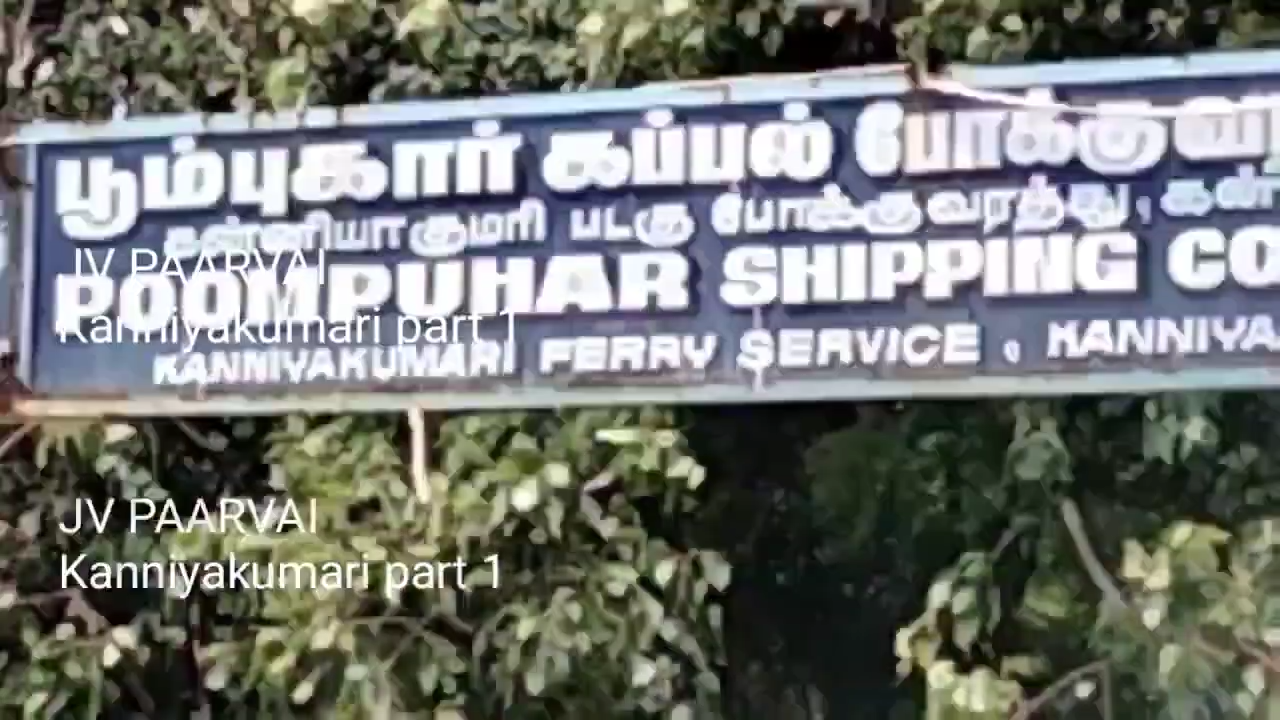 பூம்புகார் கப்பல் போக்குவ
கன்னியாகுமரி படகு போக்குவரத்து, கன்
POOMPUHAR SHIPPING CO
KANNIYAKUMARI FERRY SERVICE , KANNIYA
JV PAARVAI
Kanniyakumari part 1
JV PAARVAI
Kanniyakumari part 1